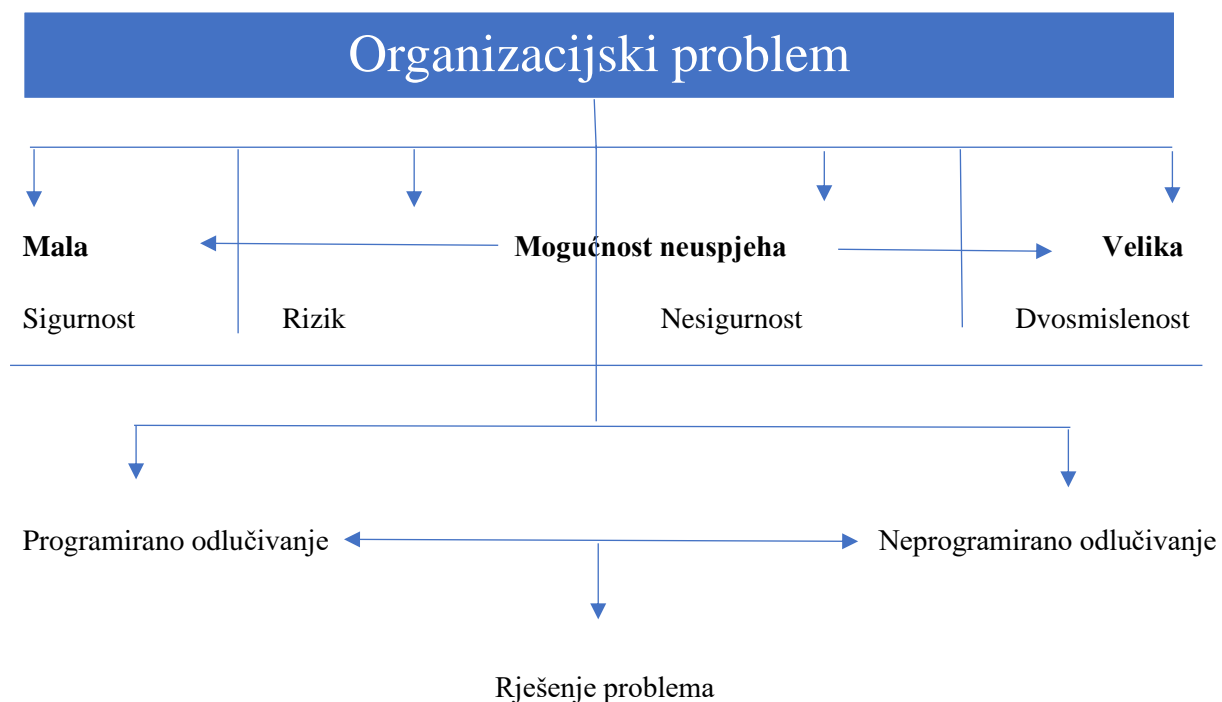 Organizacijski problem
Mala Mogućnost neuspjeha Velika
Sigurnost Rizik Nesigurnost Dvosmislenost
Programirano odlučivanje Neprogramirano odlučivanje
Rješenje problema